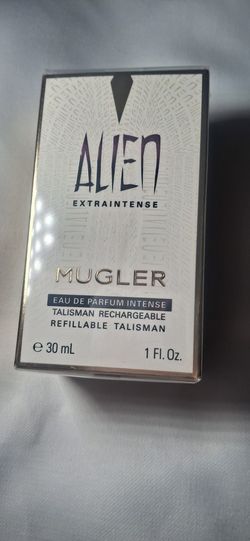 ALIEN
EXTRAINTENSE
MUGLER
EAU DE PARFUM INTENSE
TALISMAN RECHARGEABLE
REFILLABLE TALISMAN
e 30 mL 1 Fl. Oz.